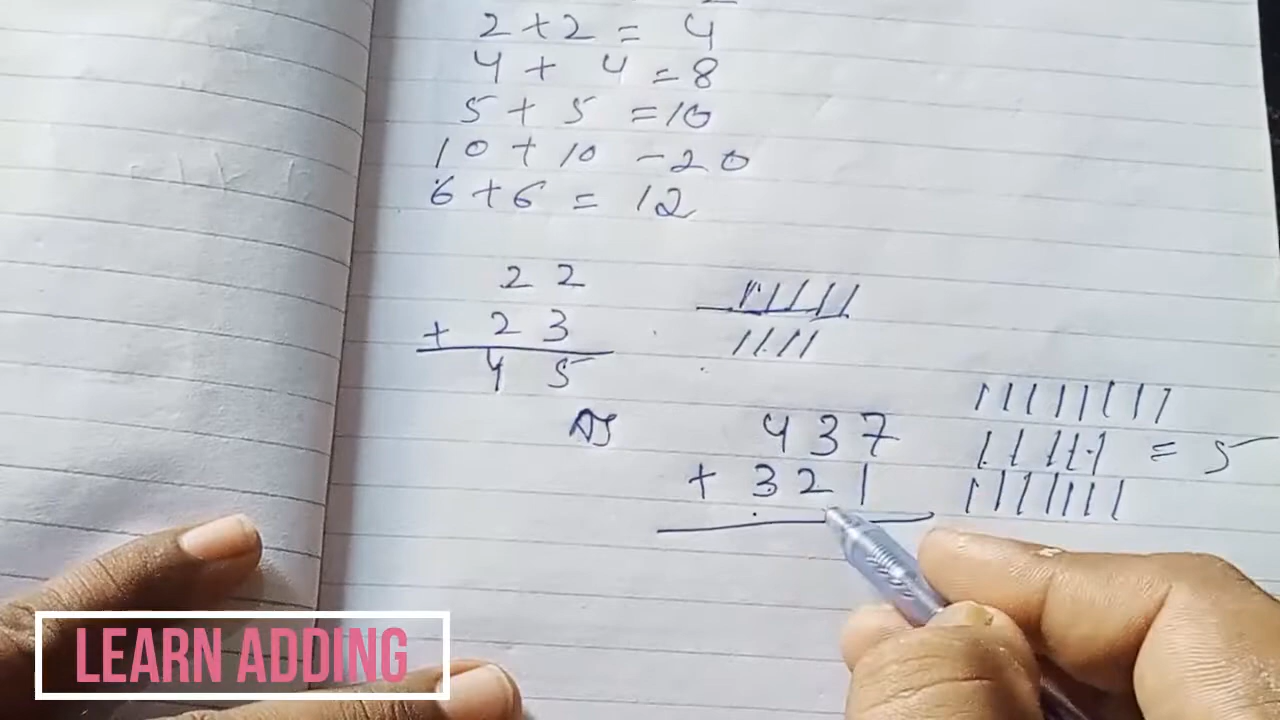 2 + 2 = 4
4 + 4 = 8
5 + 5 = 10
10 + 10 - 20
6 + 6 = 12
22
+ 23
45
437
+ 321
= 5
LEARN ADDING